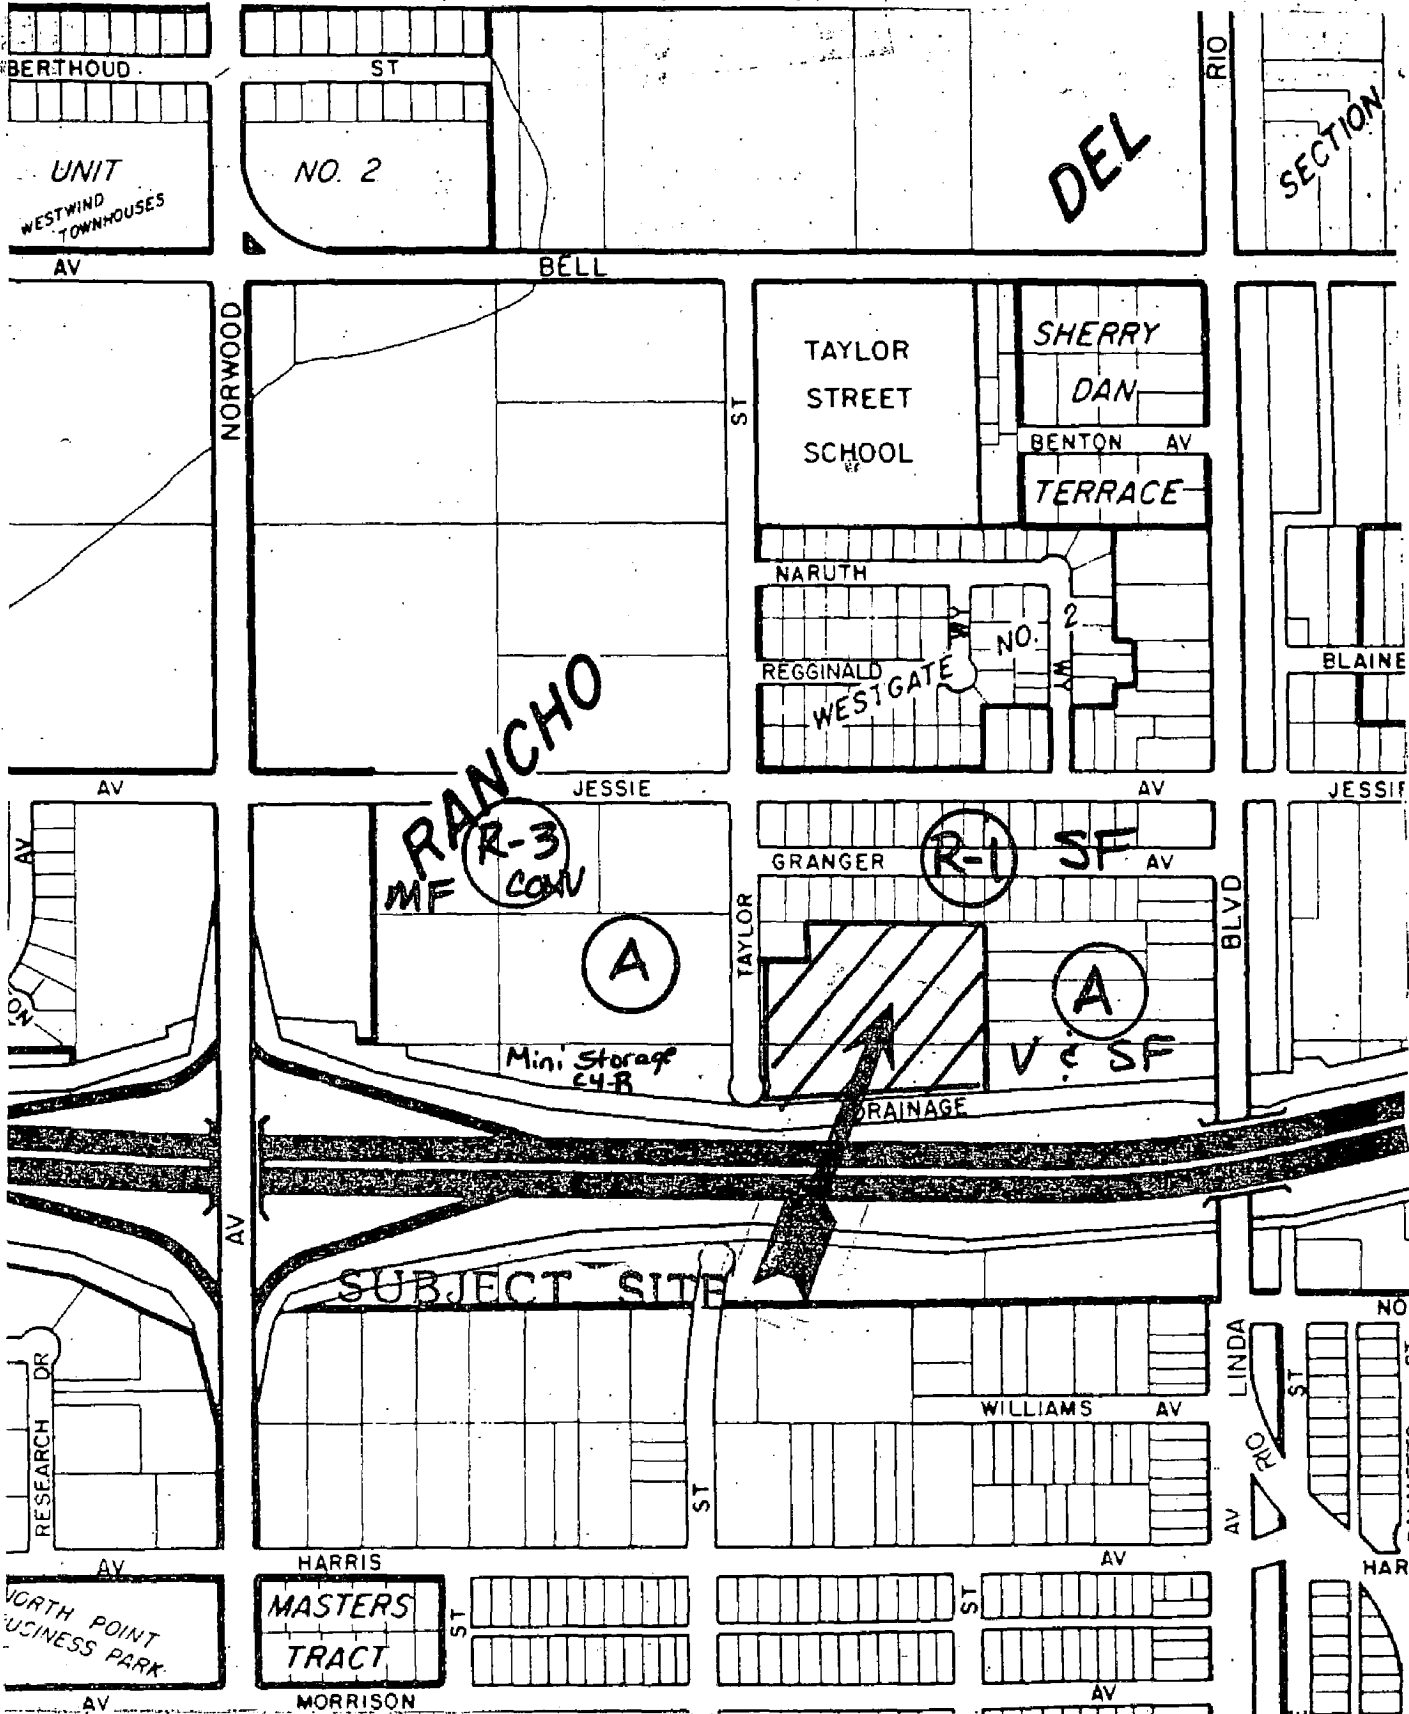 BERTHOUD
ST
RIO
UNIT
NO. 2
WESTWIND
TOWNHOUSES
DEL
SECTION
AV
BELL
NORWOOD
ST
TAYLOR
STREET
SCHOOL
SHERRY
DAN
BENTON AV
TERRACE
NARUTH
NO. 2
REGGINALD
WESTGATE
BLAINE
RANCHO
AV
JESSIE
AV
JESSIE
AV
R-3
MF
CONV
R-1
SF
GRANGER
AV
TAYLOR
BLVD
A
A
V & SF
Mini Storage
C4-R
DRAINAGE
AV
SUBJECT SITE
NO
LINDA
ST
RESEARCH DR
WILLIAMS AV
RIO
ST
AV
AV
HARRIS
AV
HAR
NORTH POINT
BUSINESS PARK
MASTERS
TRACT
ST
ST
AV
MORRISON
AV